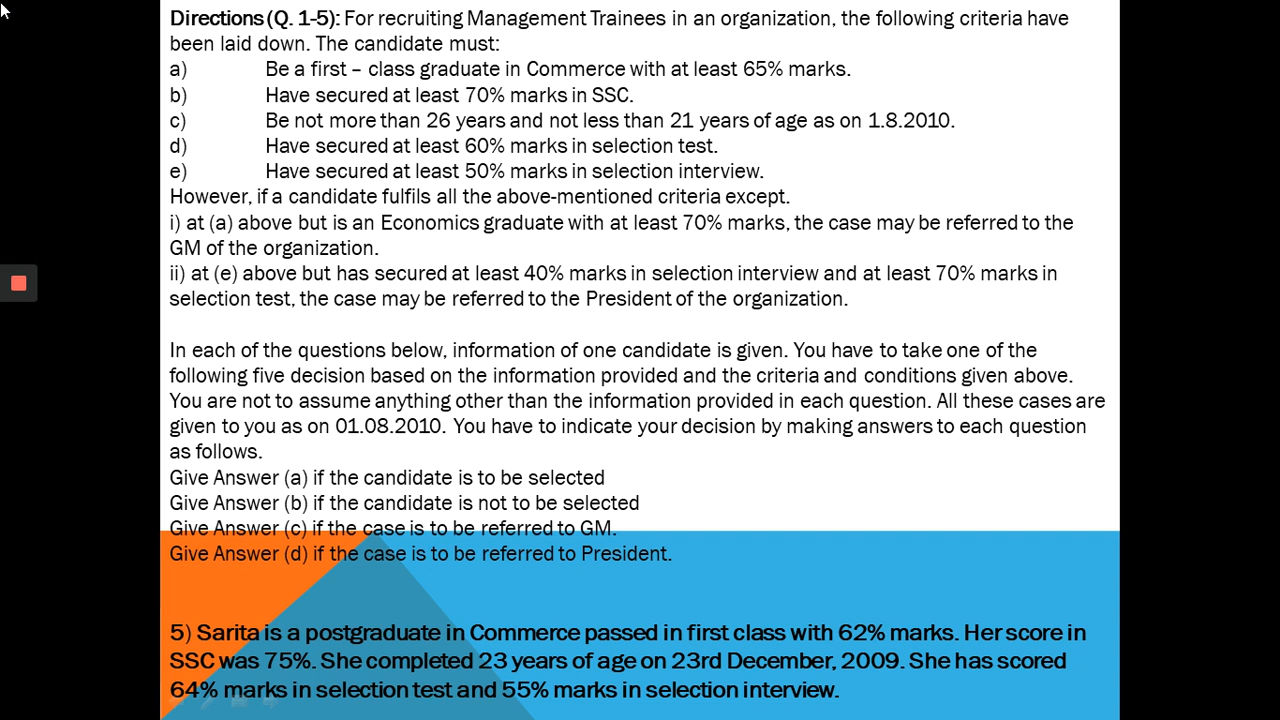 Directions (Q. 1-5): For recruiting Management Trainees in an organization, the following criteria have
been laid down. The candidate must:
a) Be a first – class graduate in Commerce with at least 65% marks.
b) Have secured at least 70% marks in SSC.
c) Be not more than 26 years and not less than 21 years of age as on 1.8.2010.
d) Have secured at least 60% marks in selection test.
e) Have secured at least 50% marks in selection interview.
However, if a candidate fulfils all the above-mentioned criteria except.
i) at (a) above but is an Economics graduate with at least 70% marks, the case may be referred to the
GM of the organization.
ii) at (e) above but has secured at least 40% marks in selection interview and at least 70% marks in
selection test, the case may be referred to the President of the organization.
In each of the questions below, information of one candidate is given. You have to take one of the
following five decision based on the information provided and the criteria and conditions given above.
You are not to assume anything other than the information provided in each question. All these cases are
given to you as on 01.08.2010. You have to indicate your decision by making answers to each question
as follows.
Give Answer (a) if the candidate is to be selected
Give Answer (b) if the candidate is not to be selected
Give Answer (c) if the case is to be referred to GM.
Give Answer (d) if the case is to be referred to President.
5) Sarita is a postgraduate in Commerce passed in first class with 62% marks. Her score in
SSC was 75%. She completed 23 years of age on 23rd December, 2009. She has scored
64% marks in selection test and 55% marks in selection interview.